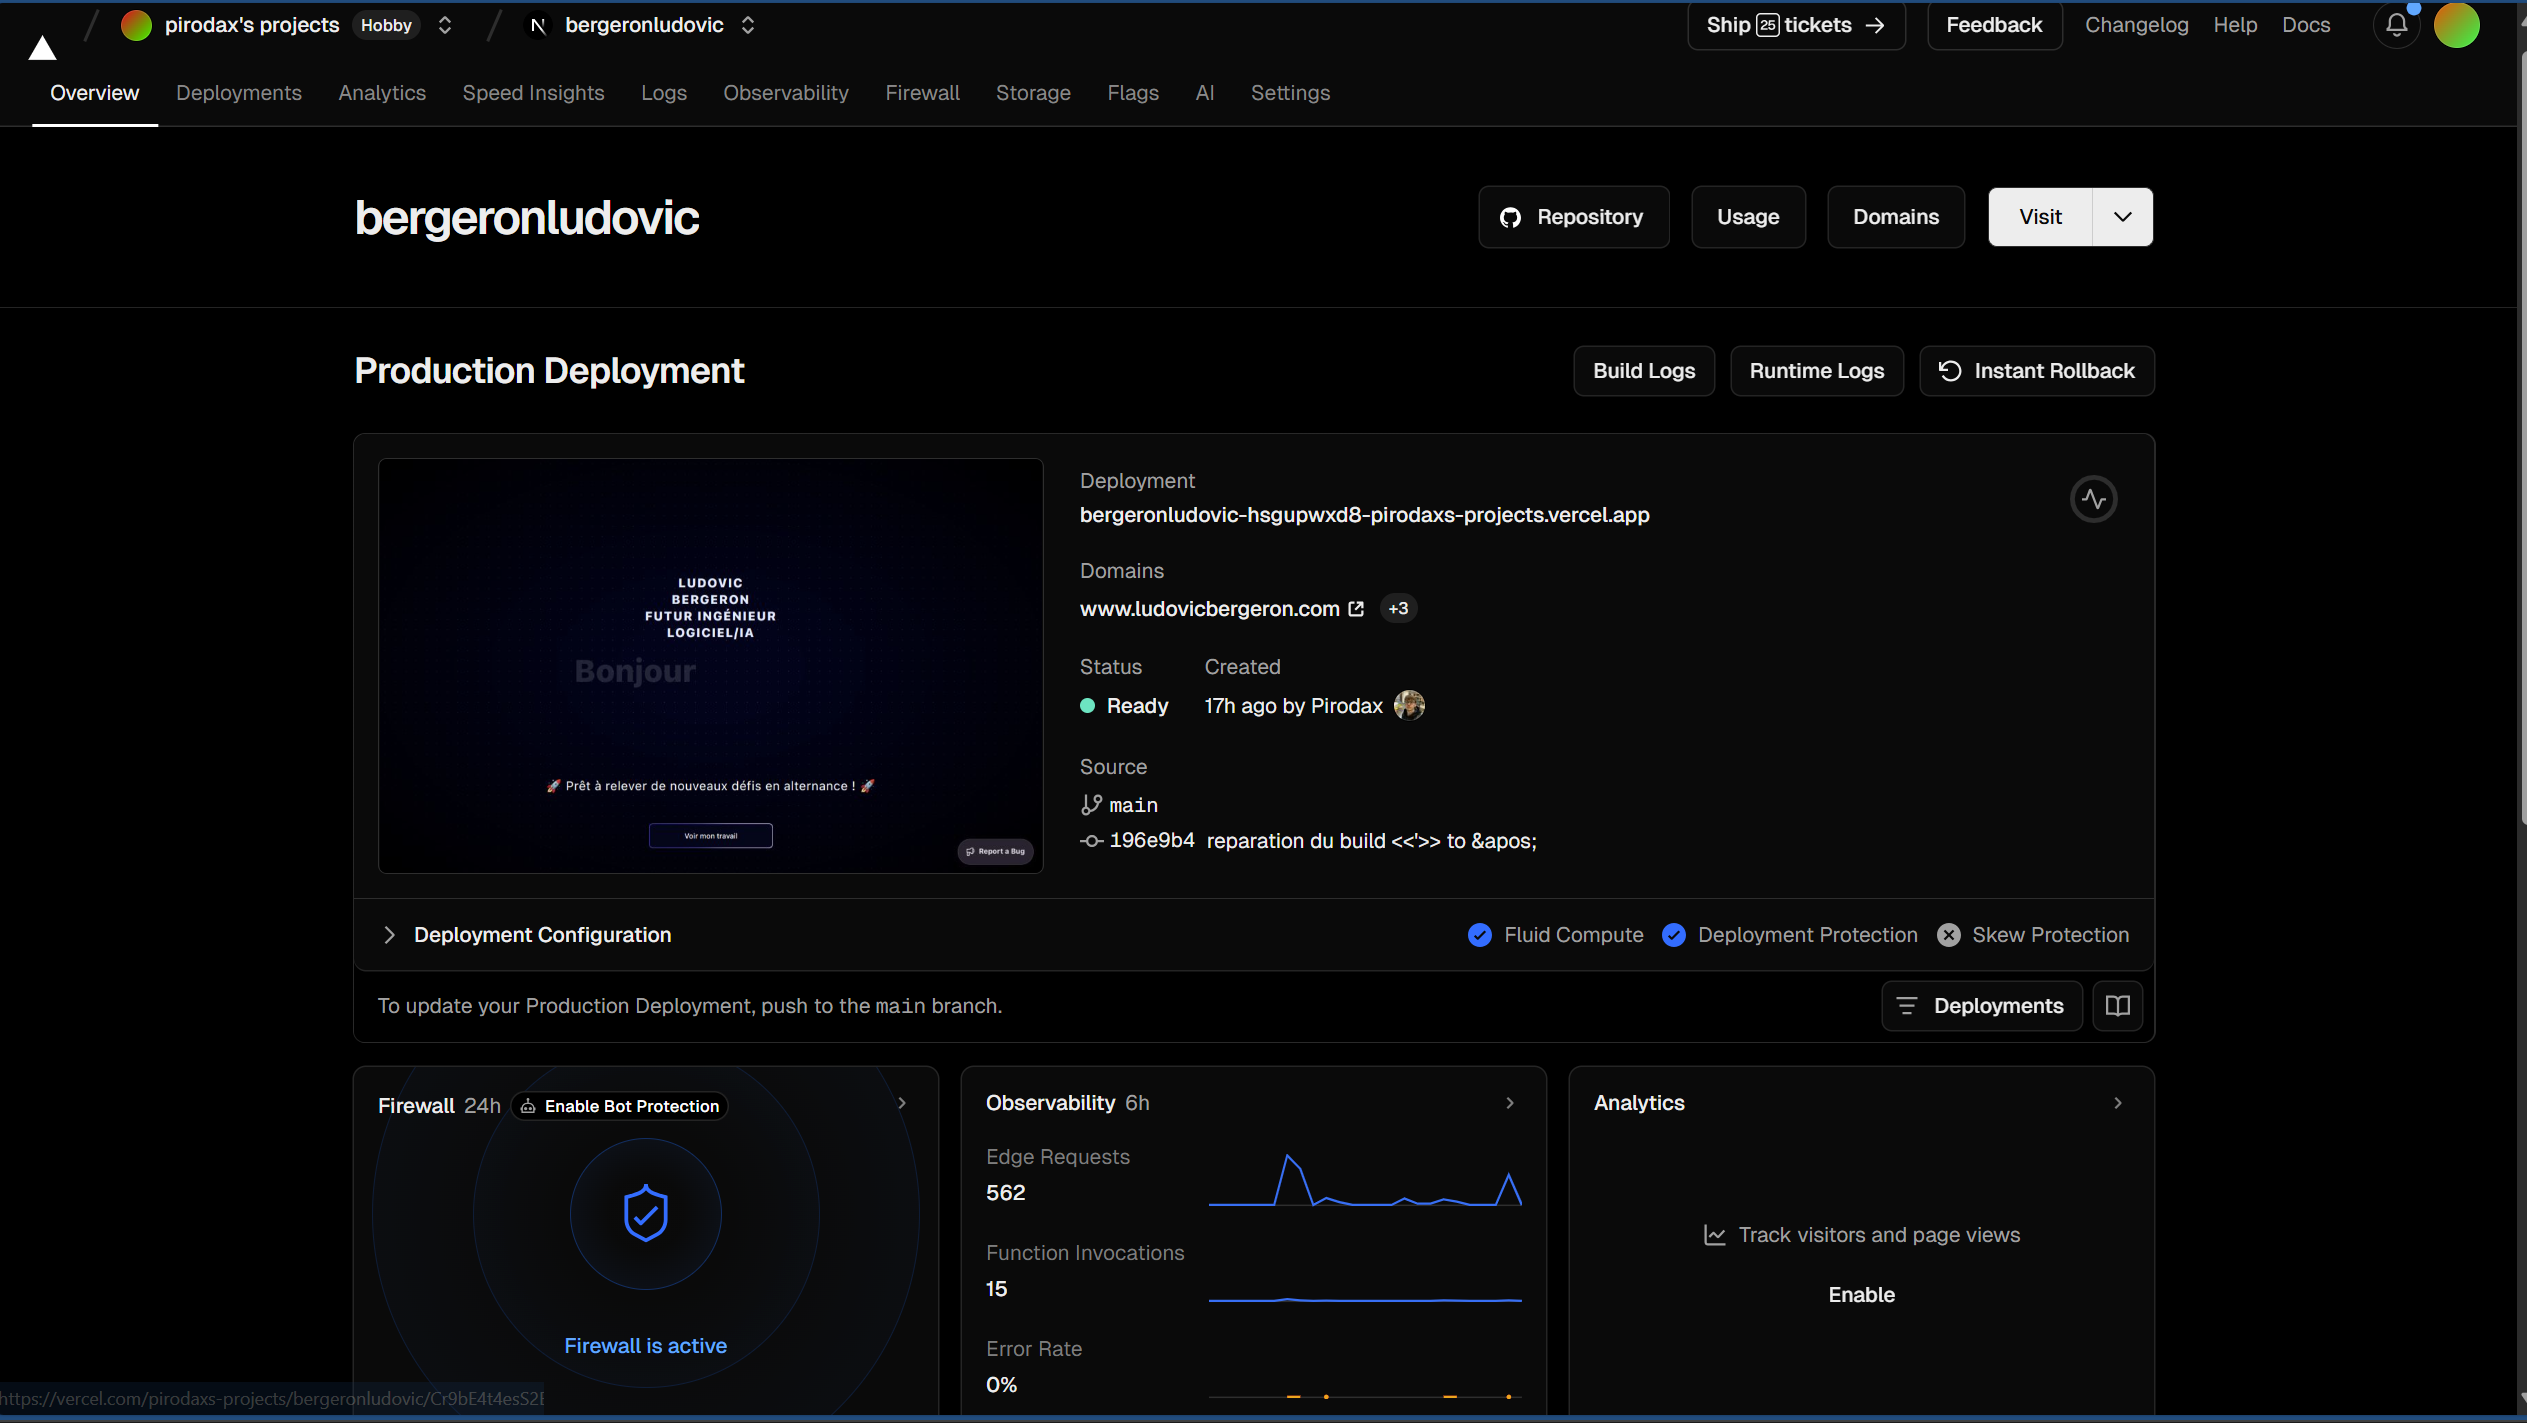 pirodax's projects Hobby bergeronludovic Ship 25 tickets → Feedback Changelog Help Docs
Overview Deployments Analytics Speed Insights Logs Observability Firewall Storage Flags AI Settings
bergeronludovic
Repository Usage Domains Visit
Production Deployment
Build Logs Runtime Logs Instant Rollback
LUDOVIC
BERGERON
FUTUR INGÉNIEUR
LOGICIEL/IA
Bonjour
🚀 Prêt à relever de nouveaux défis en alternance ! 🚀
Voir mon travail
Report a Bug
Deployment
bergeronludovic-hsgupwxd8-pirodaxs-projects.vercel.app
Domains
www.ludovicbergeron.com +3
Status Created
Ready 17h ago by Pirodax
Source
main
196e9b4 reparation du build <<'>> to &apos;
Deployment Configuration Fluid Compute Deployment Protection Skew Protection
To update your Production Deployment, push to the main branch. Deployments
Firewall 24h Enable Bot Protection
Firewall is active
Observability 6h
Edge Requests
562
Function Invocations
15
Error Rate
0%
Analytics
Track visitors and page views
Enable
https://vercel.com/pirodaxs-projects/bergeronludovic/Cr9bE4t4esS2